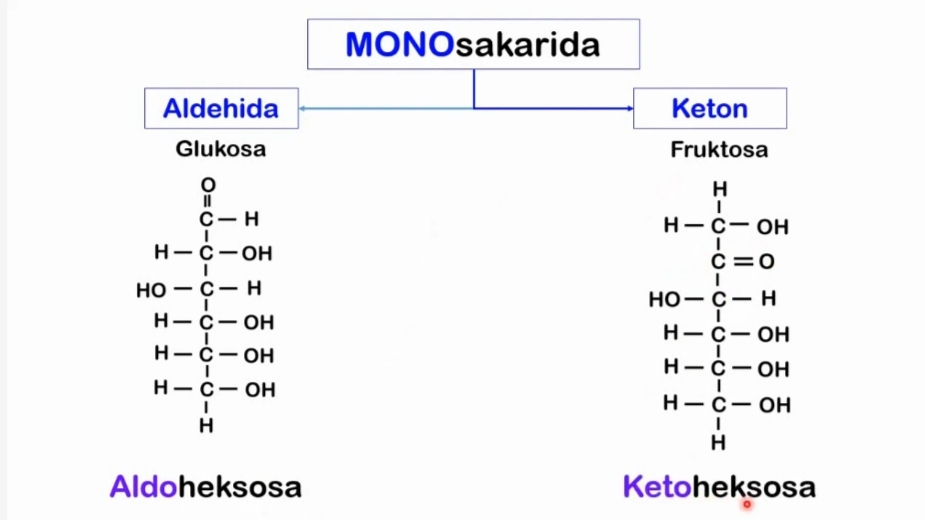 MONOsakarida
Aldehida
Keton
Glukosa
Fruktosa
O
||
C — H
|
H — C — OH
|
HO — C — H
|
H — C — OH
|
H — C — OH
|
H — C — OH
|
H
H
|
H — C — OH
|
C = O
|
HO — C — H
|
H — C — OH
|
H — C — OH
|
H — C — OH
|
H
Aldoheksosa
Ketoheksosa